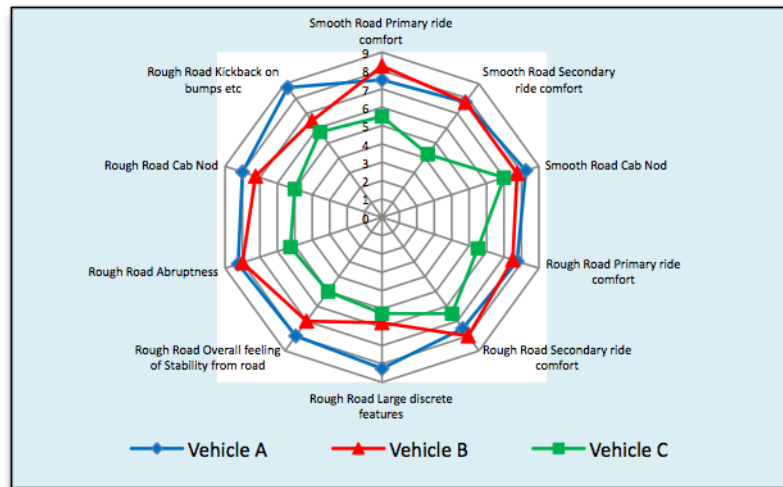 Smooth Road Primary ride
comfort
Rough Road Kickback on
bumps etc
Smooth Road Secondary
ride comfort
9
8
7
6
5
4
3
2
1
0
Rough Road Cab Nod
Smooth Road Cab Nod
Rough Road Abruptness
Rough Road Primary ride
comfort
Rough Road Overall feeling
of Stability from road
Rough Road Secondary ride
comfort
Rough Road Large discrete
features
Vehicle A
Vehicle B
Vehicle C